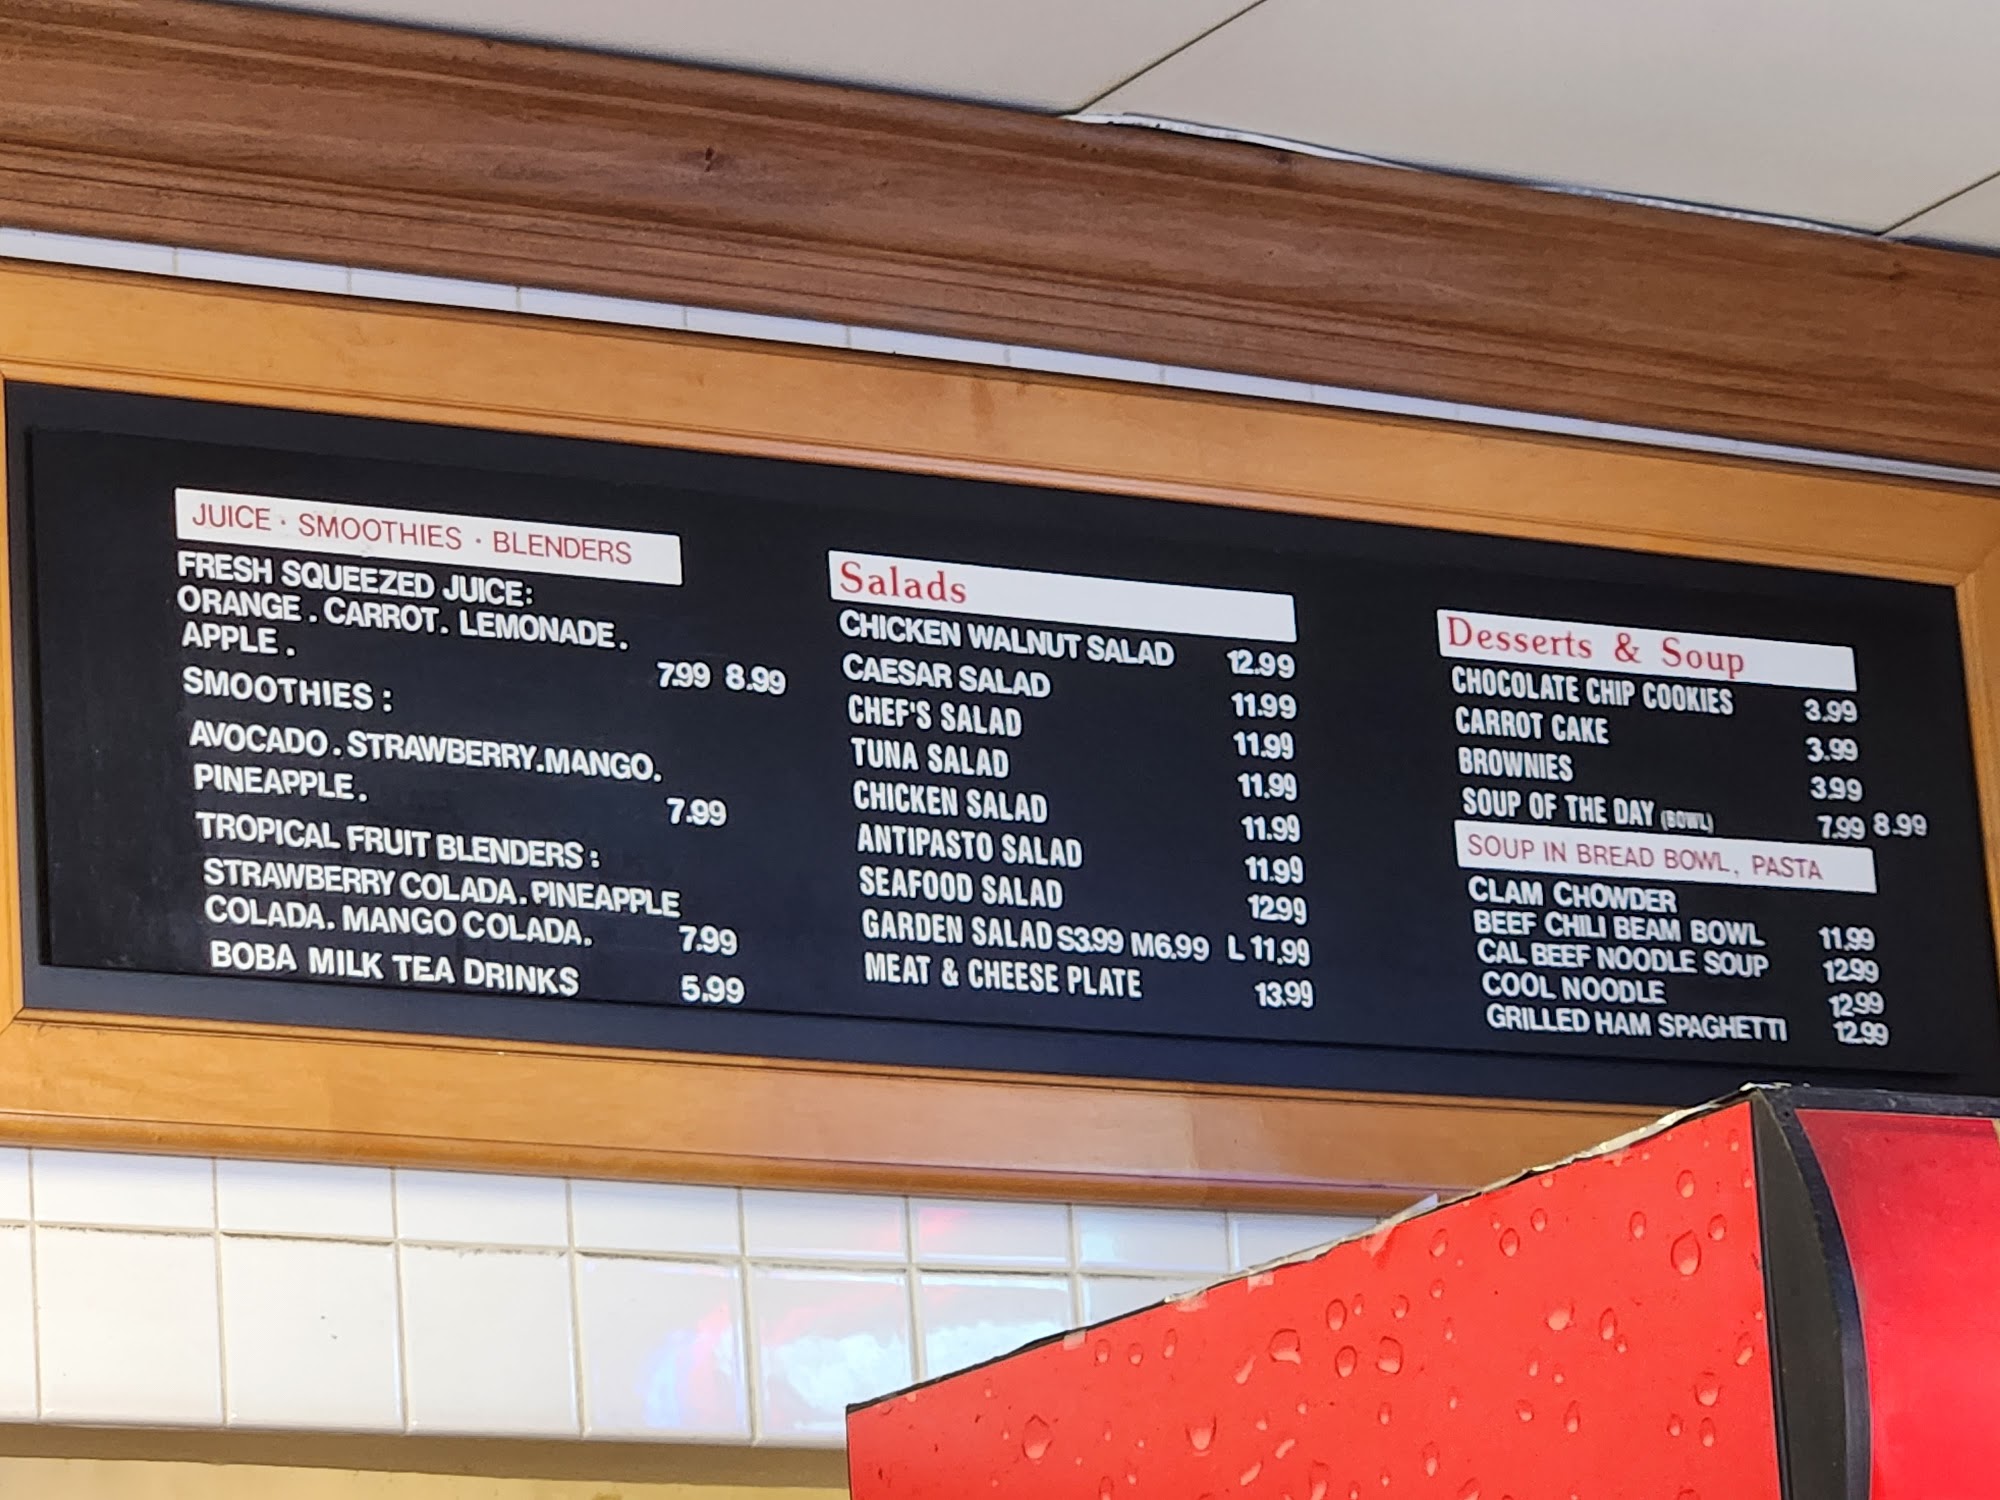 JUICE · SMOOTHIES · BLENDERS
FRESH SQUEEZED JUICE:
ORANGE . CARROT. LEMONADE .
APPLE .
7.99 8.99
SMOOTHIES :
AVOCADO . STRAWBERRY.MANGO.
PINEAPPLE .
7.99
TROPICAL FRUIT BLENDERS :
STRAWBERRY COLADA. PINEAPPLE
COLADA. MANGO COLADA. 7.99
BOBA MILK TEA DRINKS 5.99
Salads
CHICKEN WALNUT SALAD 12.99
CAESAR SALAD 11.99
CHEF'S SALAD 11.99
TUNA SALAD 11.99
CHICKEN SALAD 11.99
ANTIPASTO SALAD 11.99
SEAFOOD SALAD 12.99
GARDEN SALAD S3.99 M6.99 L 11.99
MEAT & CHEESE PLATE 13.99
Desserts & Soup
CHOCOLATE CHIP COOKIES 3.99
CARROT CAKE 3.99
BROWNIES 3.99
SOUP OF THE DAY (BOWL) 7.99 8.99
SOUP IN BREAD BOWL, PASTA
CLAM CHOWDER
BEEF CHILI BEAM BOWL 11.99
CAL BEEF NOODLE SOUP 12.99
COOL NOODLE 12.99
GRILLED HAM SPAGHETTI 12.99